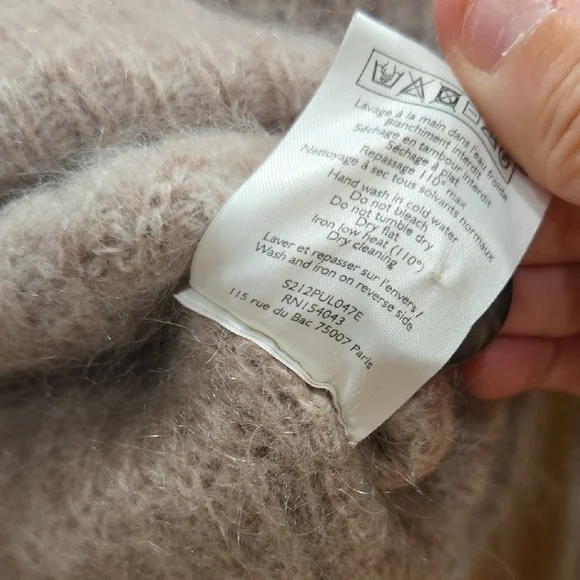 Lavage à la main dans l'eau froide
Blanchiment interdit
Séchage en tambour interdit
Séchage à plat
Repassage 110° max
Nettoyage à sec tous solvants normaux
Hand wash in cold water
Do not bleach
Do not tumble dry
Dry flat
Iron low heat (110°)
Dry cleaning
Laver et repasser sur l'envers /
Wash and iron on reverse side
S212PUL047E
RN154043
115 rue du Bac 75007 Paris